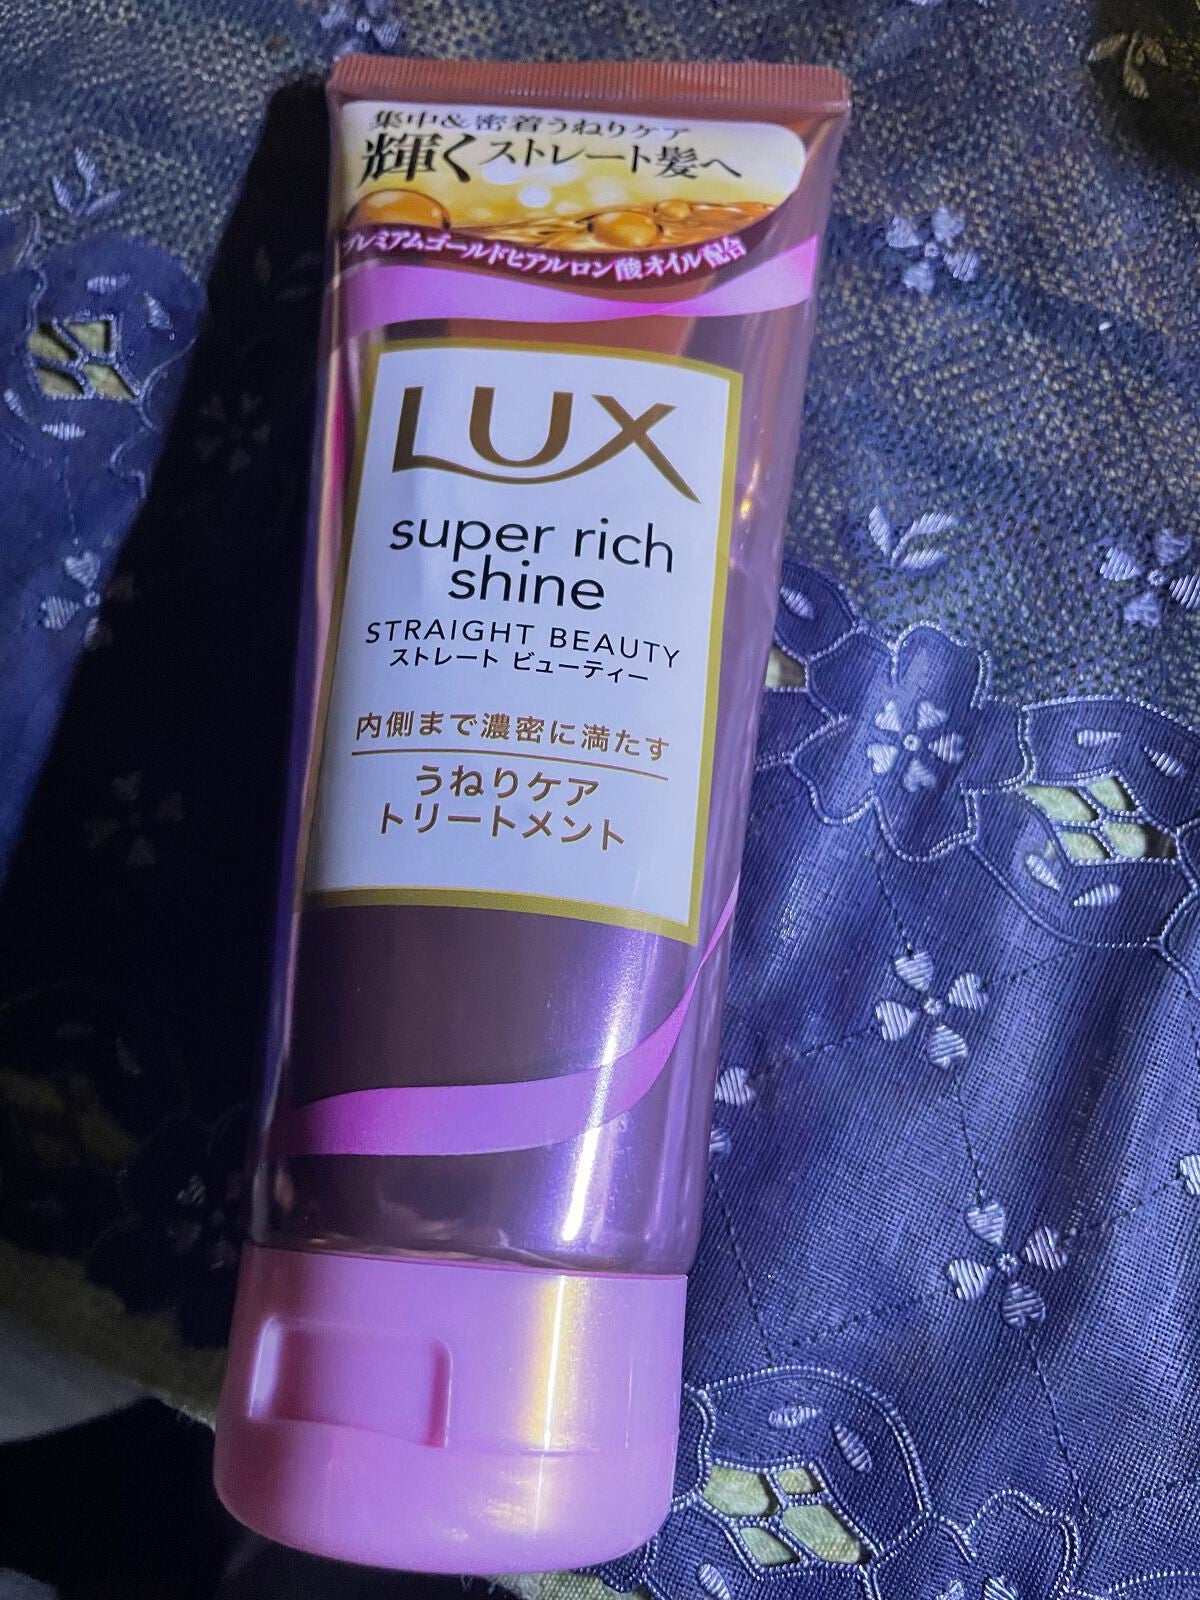 集中&密着うねりケア
輝くストレート髪へ
プレミアムゴールドヒアルロン酸オイル配合
LUX
super rich
shine
STRAIGHT BEAUTY
ストレート ビューティー
内側まで濃密に満たす
うねりケア
トリートメント